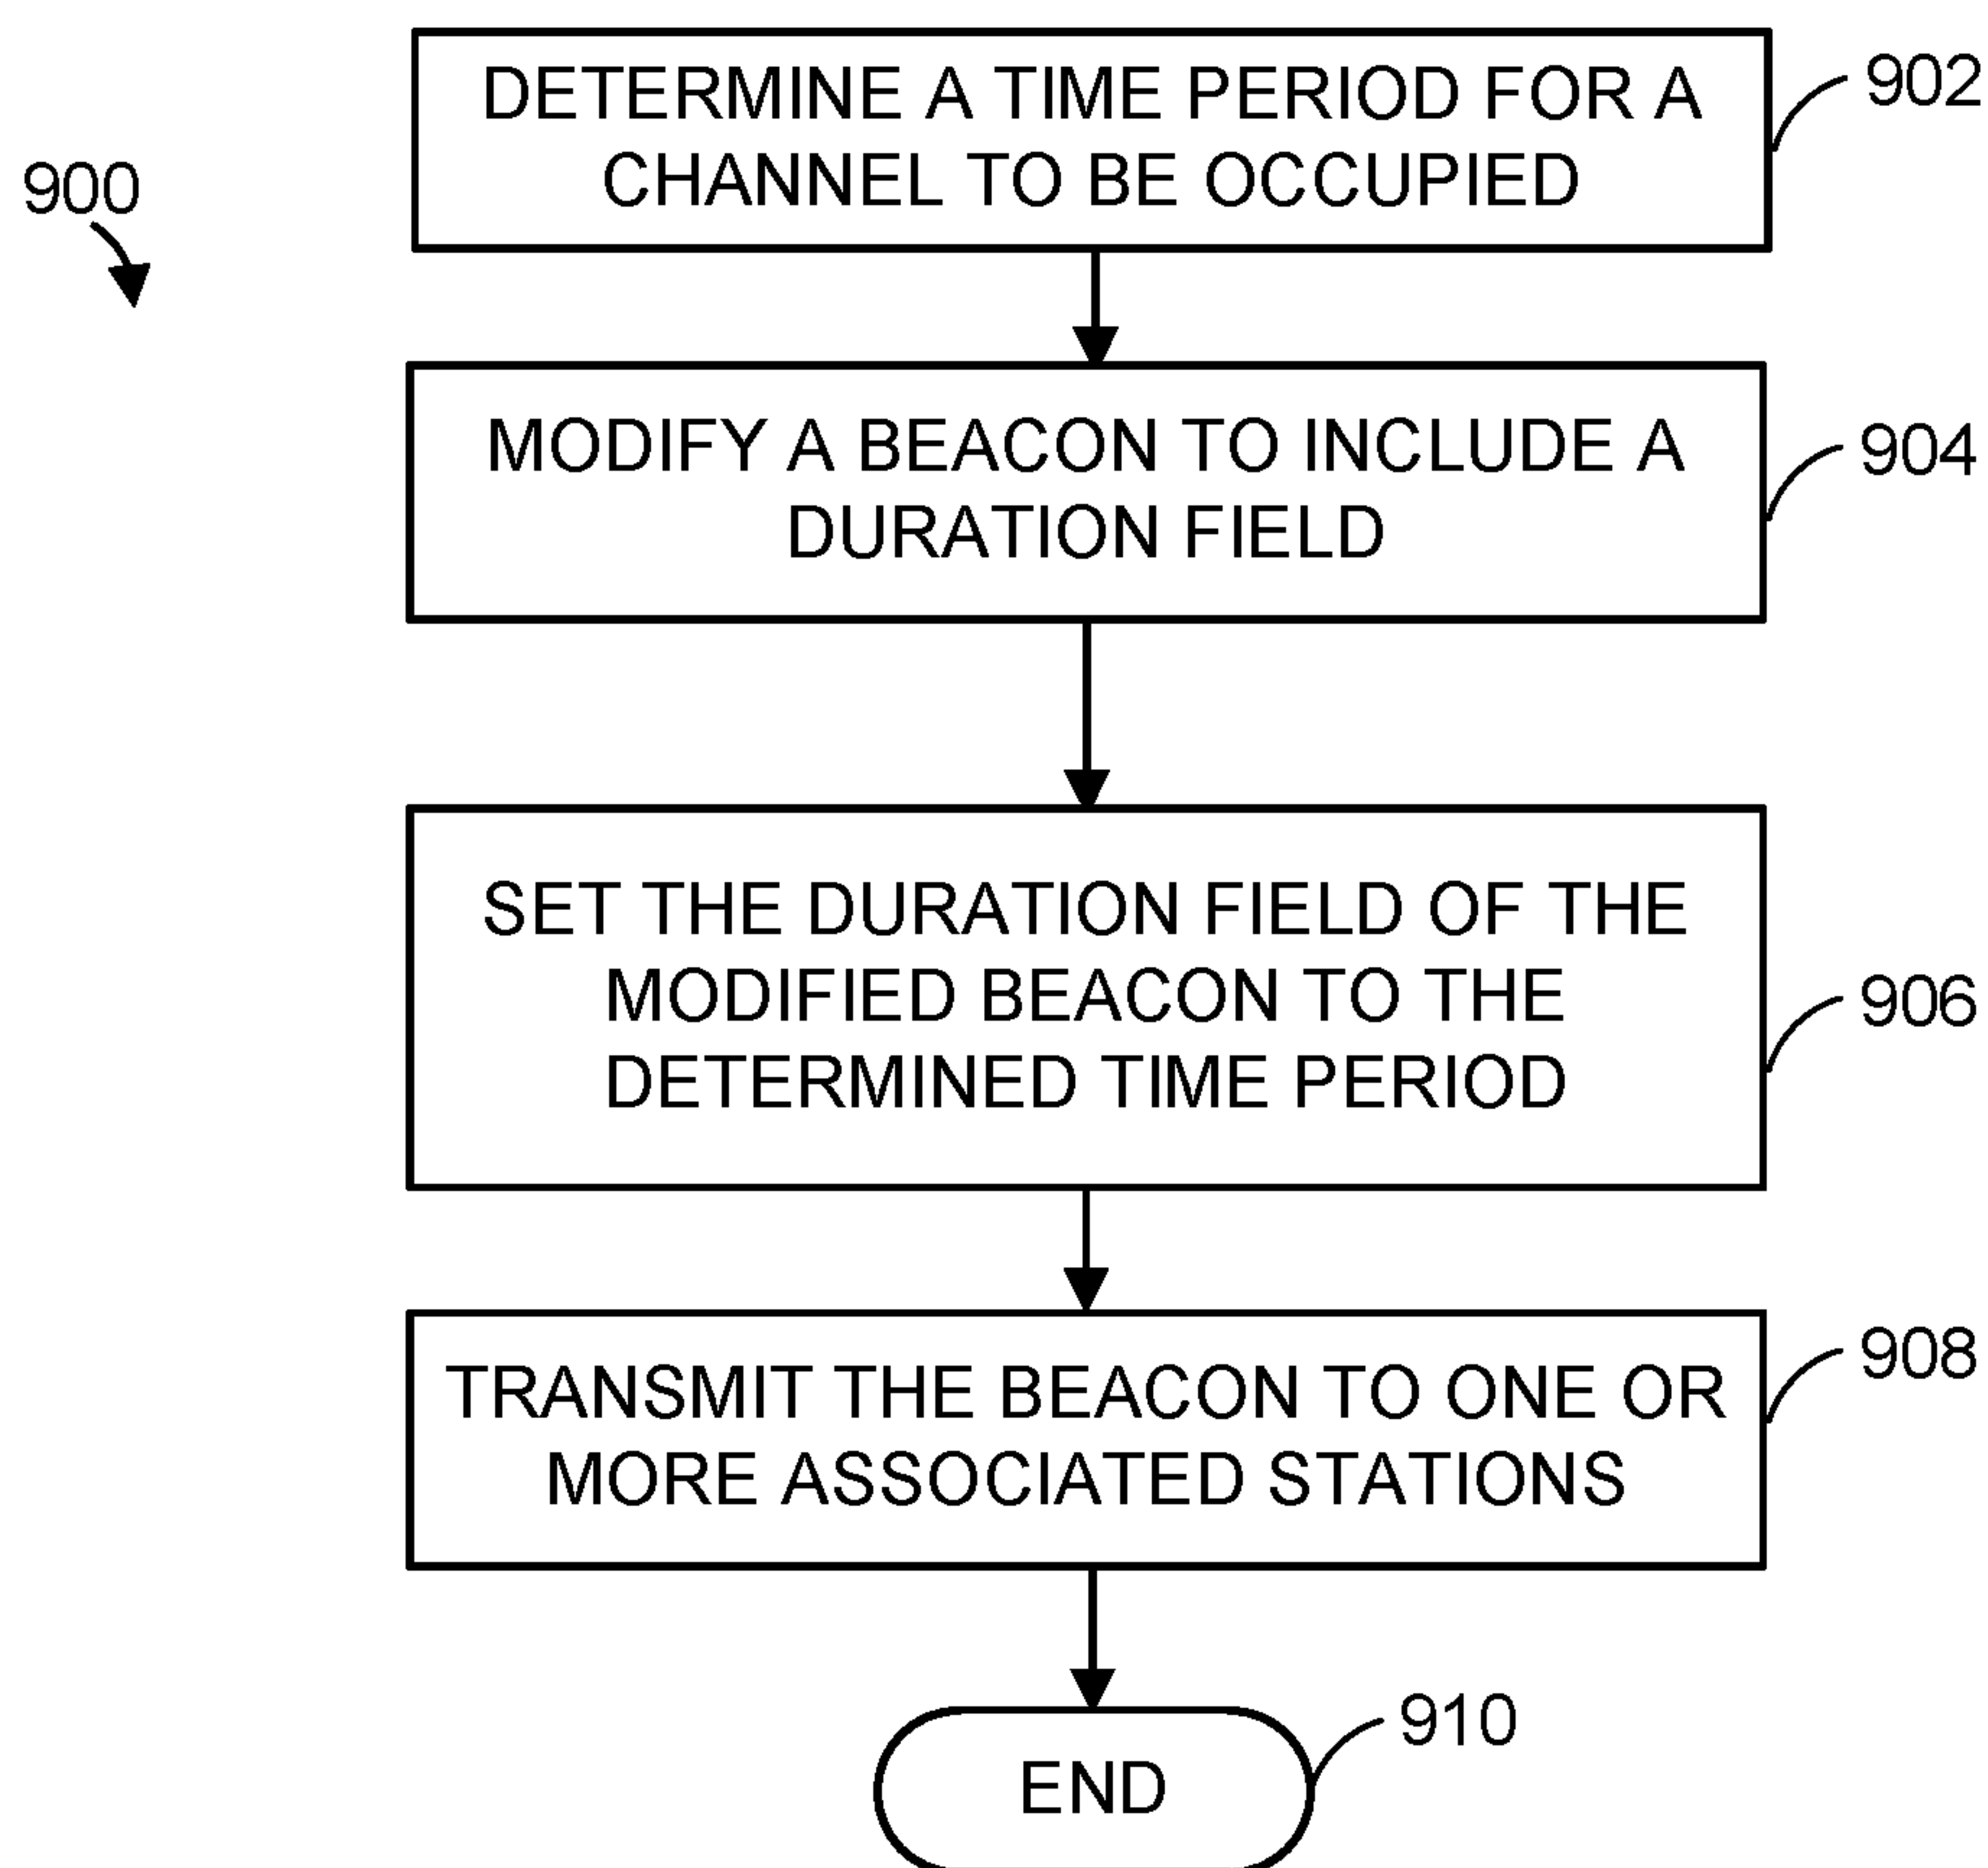 900
DETERMINE A TIME PERIOD FOR A
CHANNEL TO BE OCCUPIED
902
MODIFY A BEACON TO INCLUDE A
DURATION FIELD
904
SET THE DURATION FIELD OF THE
MODIFIED BEACON TO THE
DETERMINED TIME PERIOD
906
TRANSMIT THE BEACON TO ONE OR
MORE ASSOCIATED STATIONS
908
END
910